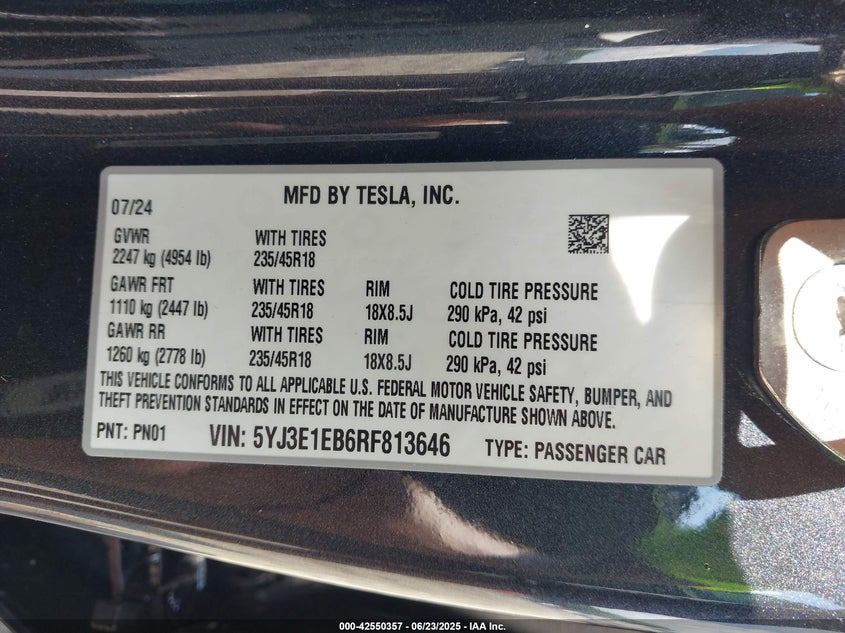 07/24 MFD BY TESLA, INC.
GVWR WITH TIRES
2247 kg (4954 lb) 235/45R18
GAWR FRT WITH TIRES RIM COLD TIRE PRESSURE
1110 kg (2447 lb) 235/45R18 18X8.5J 290 kPa, 42 psi
GAWR RR WITH TIRES RIM COLD TIRE PRESSURE
1260 kg (2778 lb) 235/45R18 18X8.5J 290 kPa, 42 psi
THIS VEHICLE CONFORMS TO ALL APPLICABLE U.S. FEDERAL MOTOR VEHICLE SAFETY, BUMPER, AND
THEFT PREVENTION STANDARDS IN EFFECT ON THE DATE OF MANUFACTURE SHOWN ABOVE.
PNT: PN01 VIN: 5YJ3E1EB6RF813646 TYPE: PASSENGER CAR
000-42550357 - 06/23/2025 - IAA Inc.